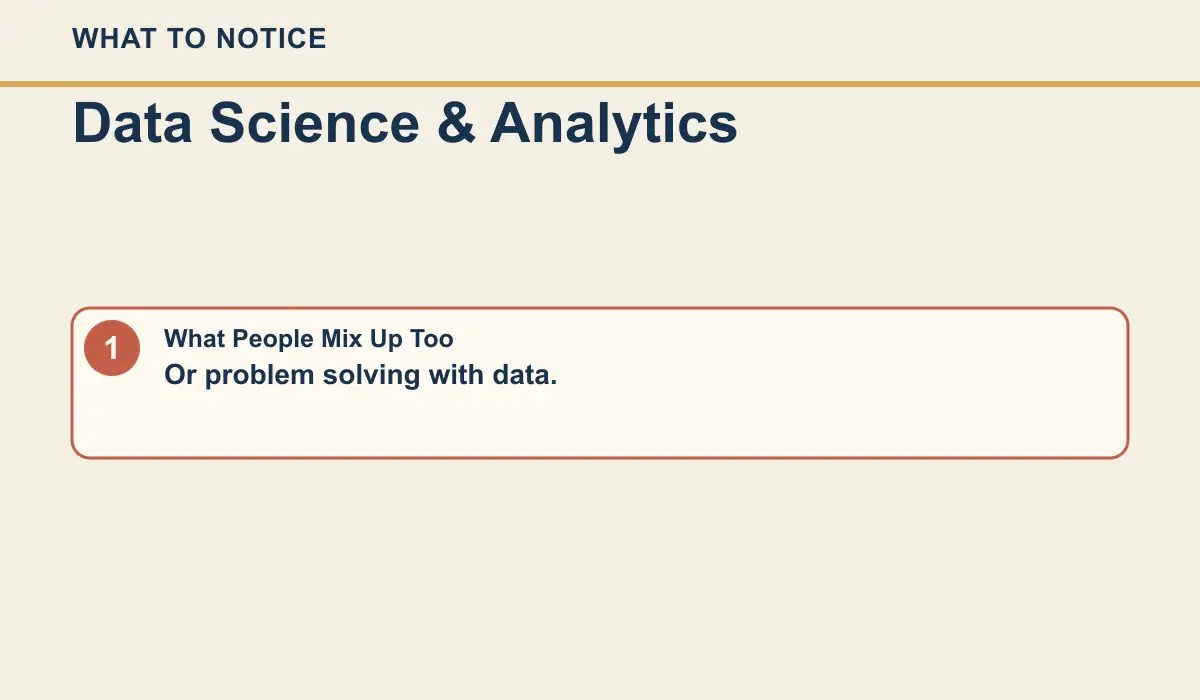 WHAT TO NOTICE
Data Science & Analytics
1
What People Mix Up Too
Or problem solving with data.